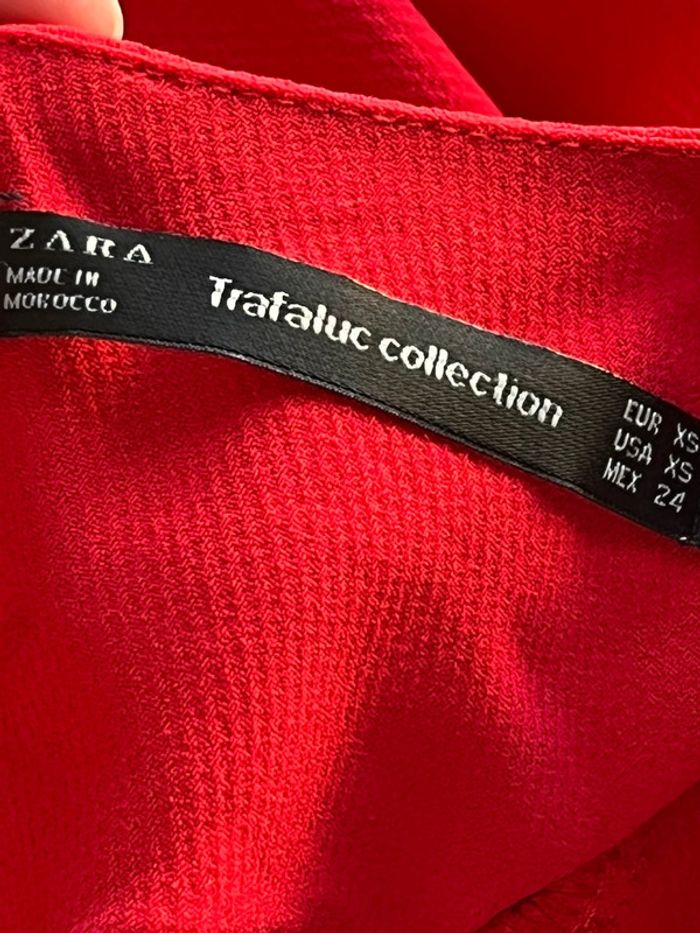 ZARA
MADE IN
MOROCCO
Trafaluc collection
EUR XS
USA XS
MEX 24